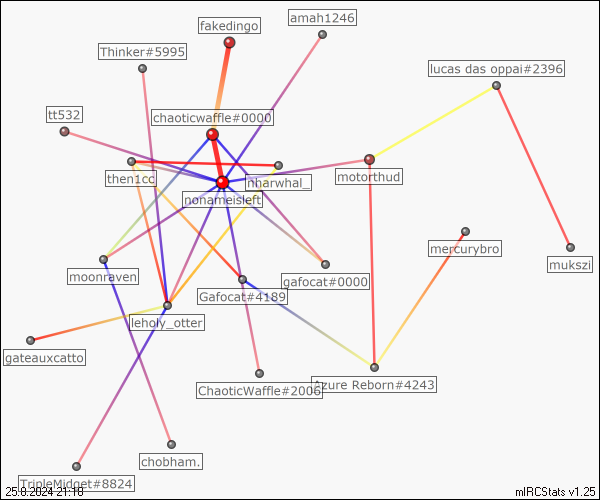 amah1246
fakedingo
Thinker#5995
lucas das oppai#2396
tt532
chaoticwaffle#0000
then1cc
nharwhal_
motorthud
nonameisleft
mercurybro
mukszi
moonraven
gafocat#0000
Gafocat#4189
leholy_otter
gateauxcatto
ChaoticWaffle#2006
Azure Reborn#4243
chobham.
TripleMidget#8824
25.8.2024 21:18
mIRCStats v1.25